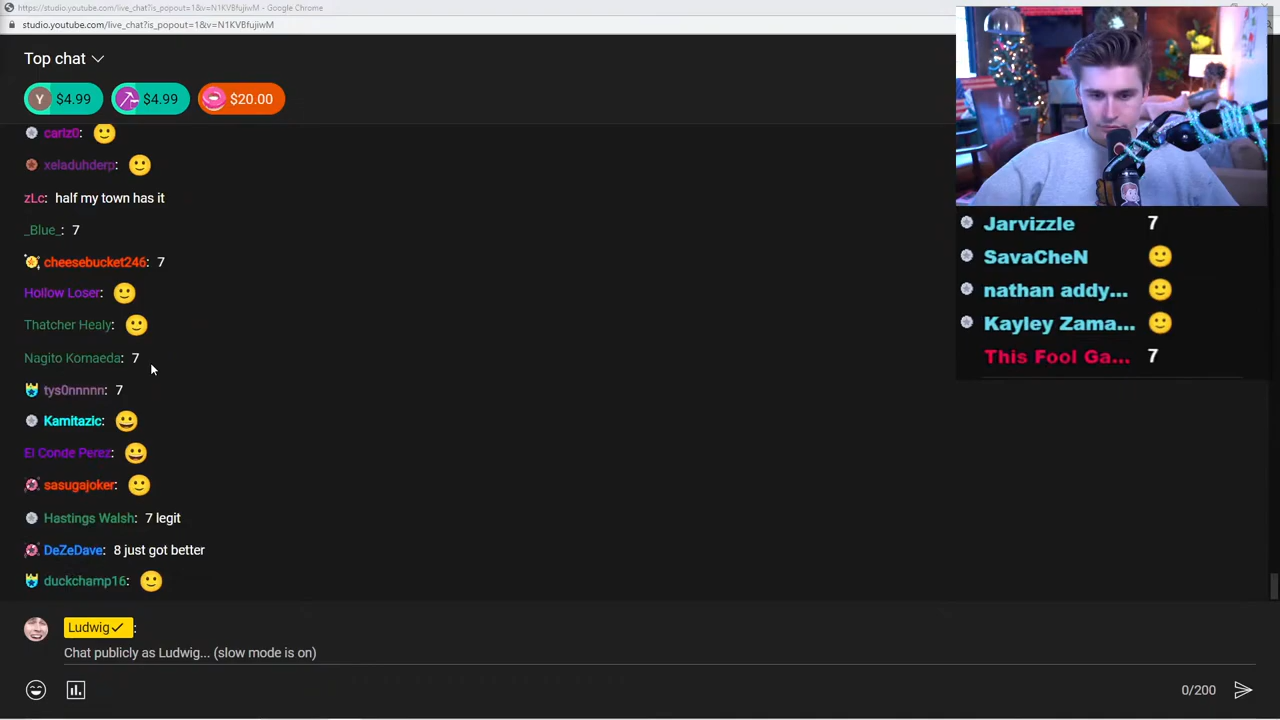 https://studio.youtube.com/live_chat?is_popout=1&v=N1KVBfujiwM - Google Chrome
studio.youtube.com/live_chat?is_popout=1&v=N1KVBfujiwM
Top chat
Y $4.99 $4.99 $20.00
carlz0: 🙂
xeladuhderp: 🙂
zLc: half my town has it
_Blue_: 7
cheesebucket246: 7
Hollow Loser: 🙂
Thatcher Healy: 🙂
Nagito Komaeda: 7
tys0nnnnn: 7
Kamitazic: 😀
El Conde Perez: 😀
sasugajoker: 🙂
Hastings Walsh: 7 legit
DeZeDave: 8 just got better
duckchamp16: 🙂
Ludwig✓:
Chat publicly as Ludwig... (slow mode is on)
0/200
Jarvizzle 7
SavaCheN 🙂
nathan addy... 🙂
Kayley Zama... 🙂
This Fool Ga... 7